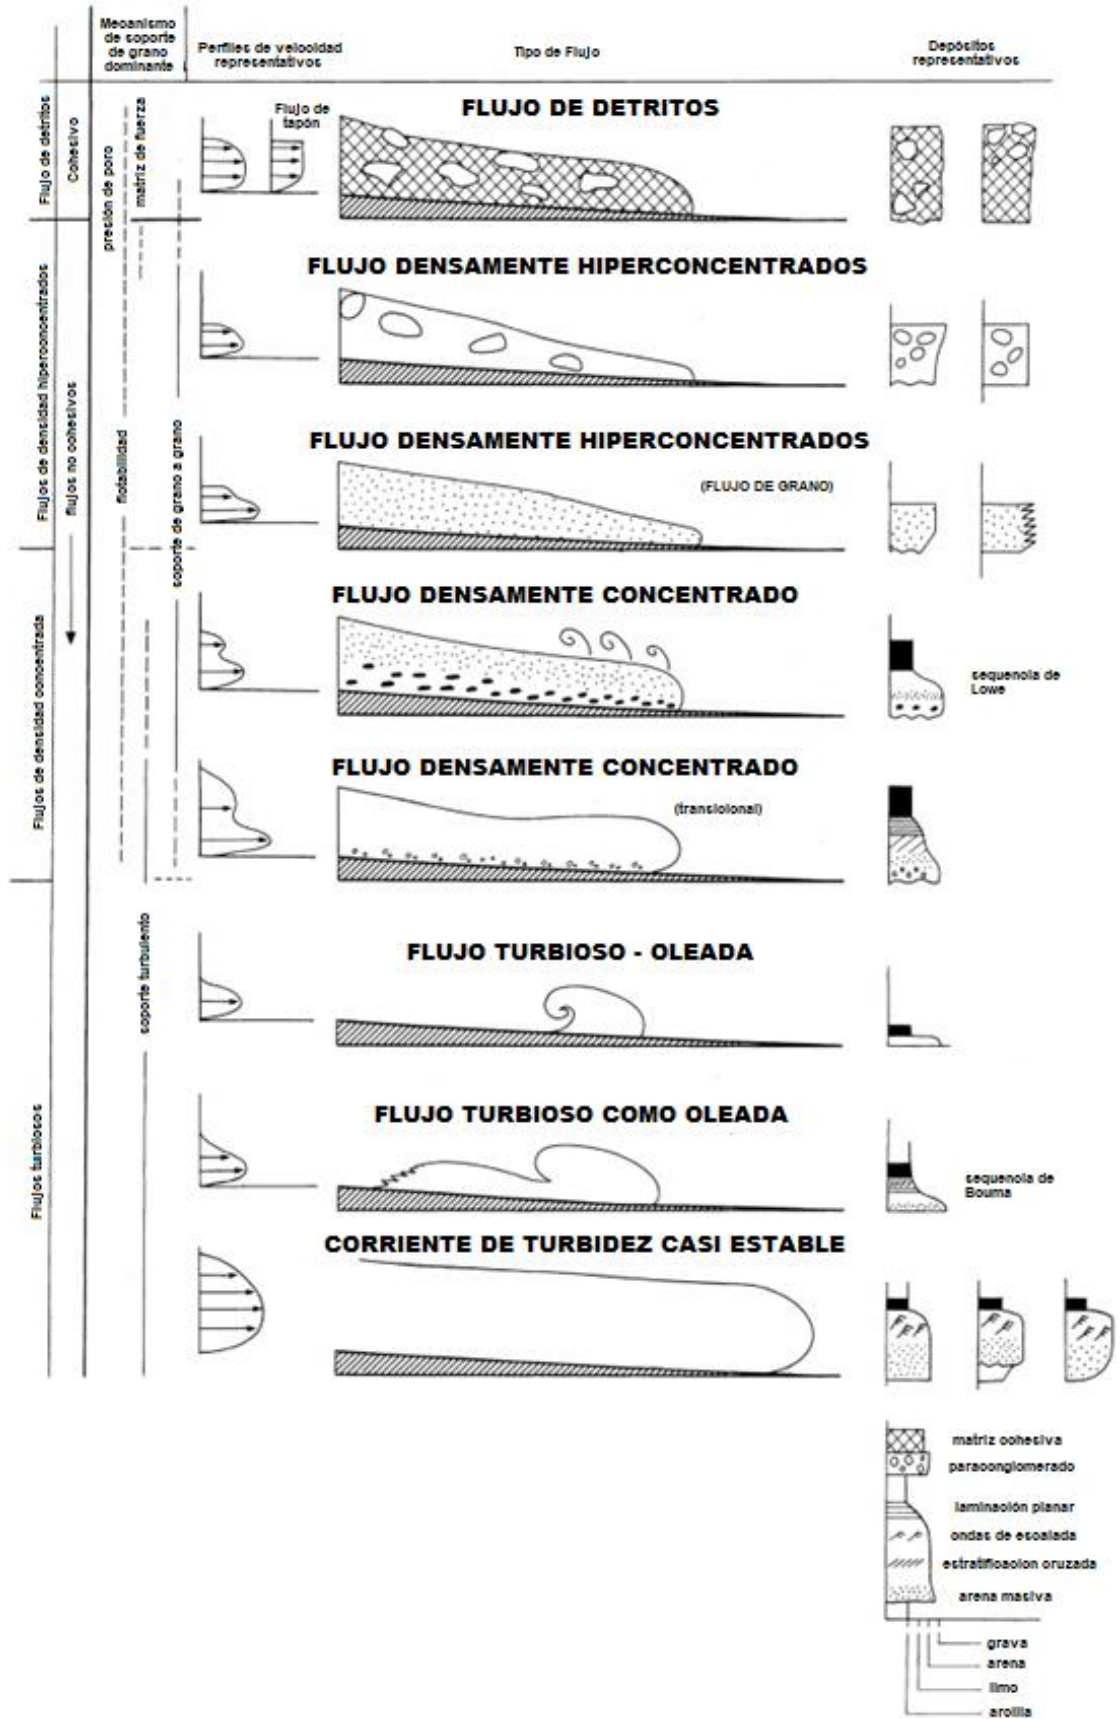 Mecanismo
de soporte
de grano
dominante
Perfiles de velocidad
representativos
Tipo de Flujo
Depósitos
representativos
Flujo de detritos
Cohesivo
presión de poro
matriz de fuerza
Flujo de
tapón
FLUJO DE DETRITOS
FLUJO DENSAMENTE HIPERCONCENTRADOS
Flujos de densidad hiperconcentrados
flujos no cohesivos
flotabilidad
soporte de grano a grano
FLUJO DENSAMENTE HIPERCONCENTRADOS
(FLUJO DE GRANO)
FLUJO DENSAMENTE CONCENTRADO
sequencia de
Lowe
Flujos de densidad concentrada
FLUJO DENSAMENTE CONCENTRADO
(transicional)
soporte turbulento
FLUJO TURBIOSO - OLEADA
FLUJO TURBIOSO COMO OLEADA
sequencia de
Bouma
Flujos turbiosos
CORRIENTE DE TURBIDEZ CASI ESTABLE
matriz cohesiva
paraconglomerado
laminación planar
ondas de escalada
estratificacion cruzada
arena masiva
grava
arena
limo
arcilla